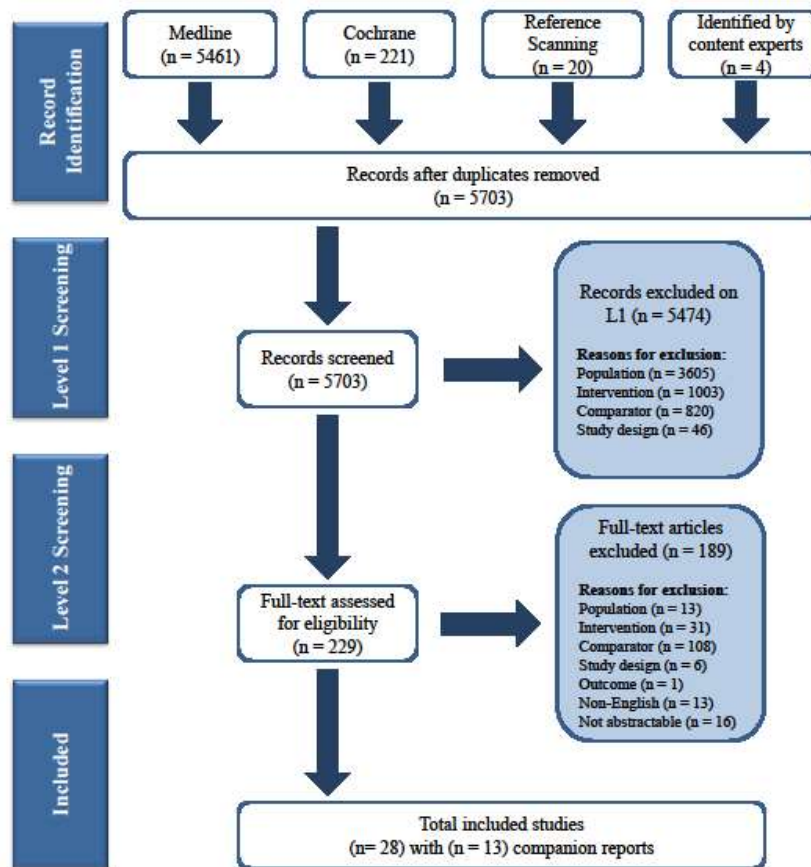 Record
Identification
Medline
(n = 5461)
Cochrane
(n = 221)
Reference
Scanning
(n = 20)
Identified by
content experts
(n = 4)
Records after duplicates removed
(n = 5703)
Level 1 Screening
Records screened
(n = 5703)
Records excluded on
L1 (n = 5474)
Reasons for exclusion:
Population (n = 3605)
Intervention (n = 1003)
Comparator (n = 820)
Study design (n = 46)
Level 2 Screening
Full-text assessed
for eligibility
(n = 229)
Full-text articles
excluded (n = 189)
Reasons for exclusion:
Population (n = 13)
Intervention (n = 31)
Comparator (n = 108)
Study design (n = 6)
Outcome (n = 1)
Non-English (n = 13)
Not abstractable (n = 16)
Included
Total included studies
(n= 28) with (n = 13) companion reports